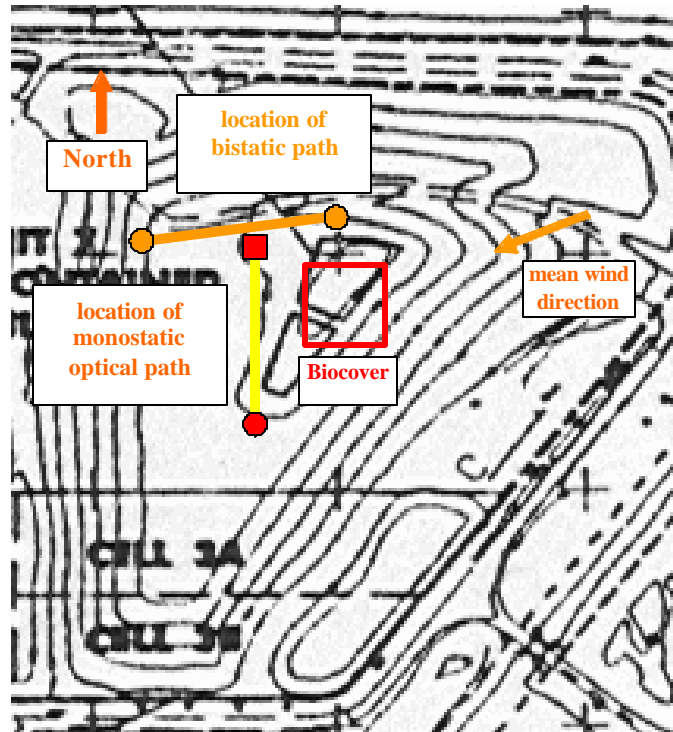 location of
bistatic path
North
mean wind
direction
location of
monostatic
optical path
Biocover
CELL 3A
CELL 3B